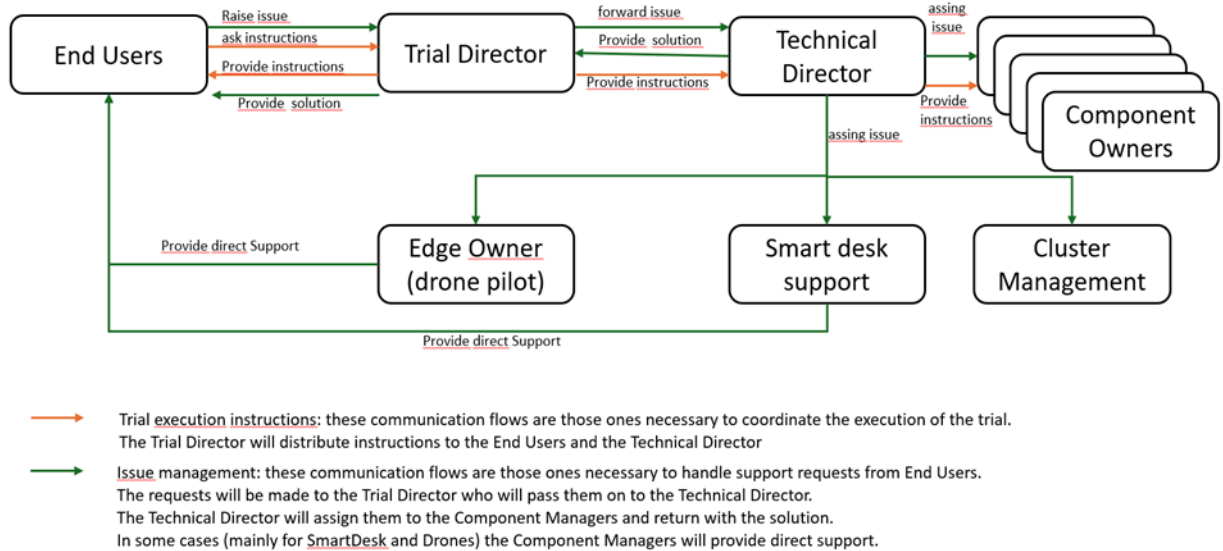 Raise issue
ask instructions
Provide instructions
Provide solution
End Users
Trial Director
forward issue
Provide solution
Provide instructions
Technical
Director
assing
issue
Provide
instructions
Component
Owners
assing issue
Provide direct Support
Edge Owner
(drone pilot)
Smart desk
support
Cluster
Management
Provide direct Support
Trial execution instructions: these communication flows are those ones necessary to coordinate the execution of the trial.
The Trial Director will distribute instructions to the End Users and the Technical Director
Issue management: these communication flows are those ones necessary to handle support requests from End Users.
The requests will be made to the Trial Director who will pass them on to the Technical Director.
The Technical Director will assign them to the Component Managers and return with the solution.
In some cases (mainly for SmartDesk and Drones) the Component Managers will provide direct support.